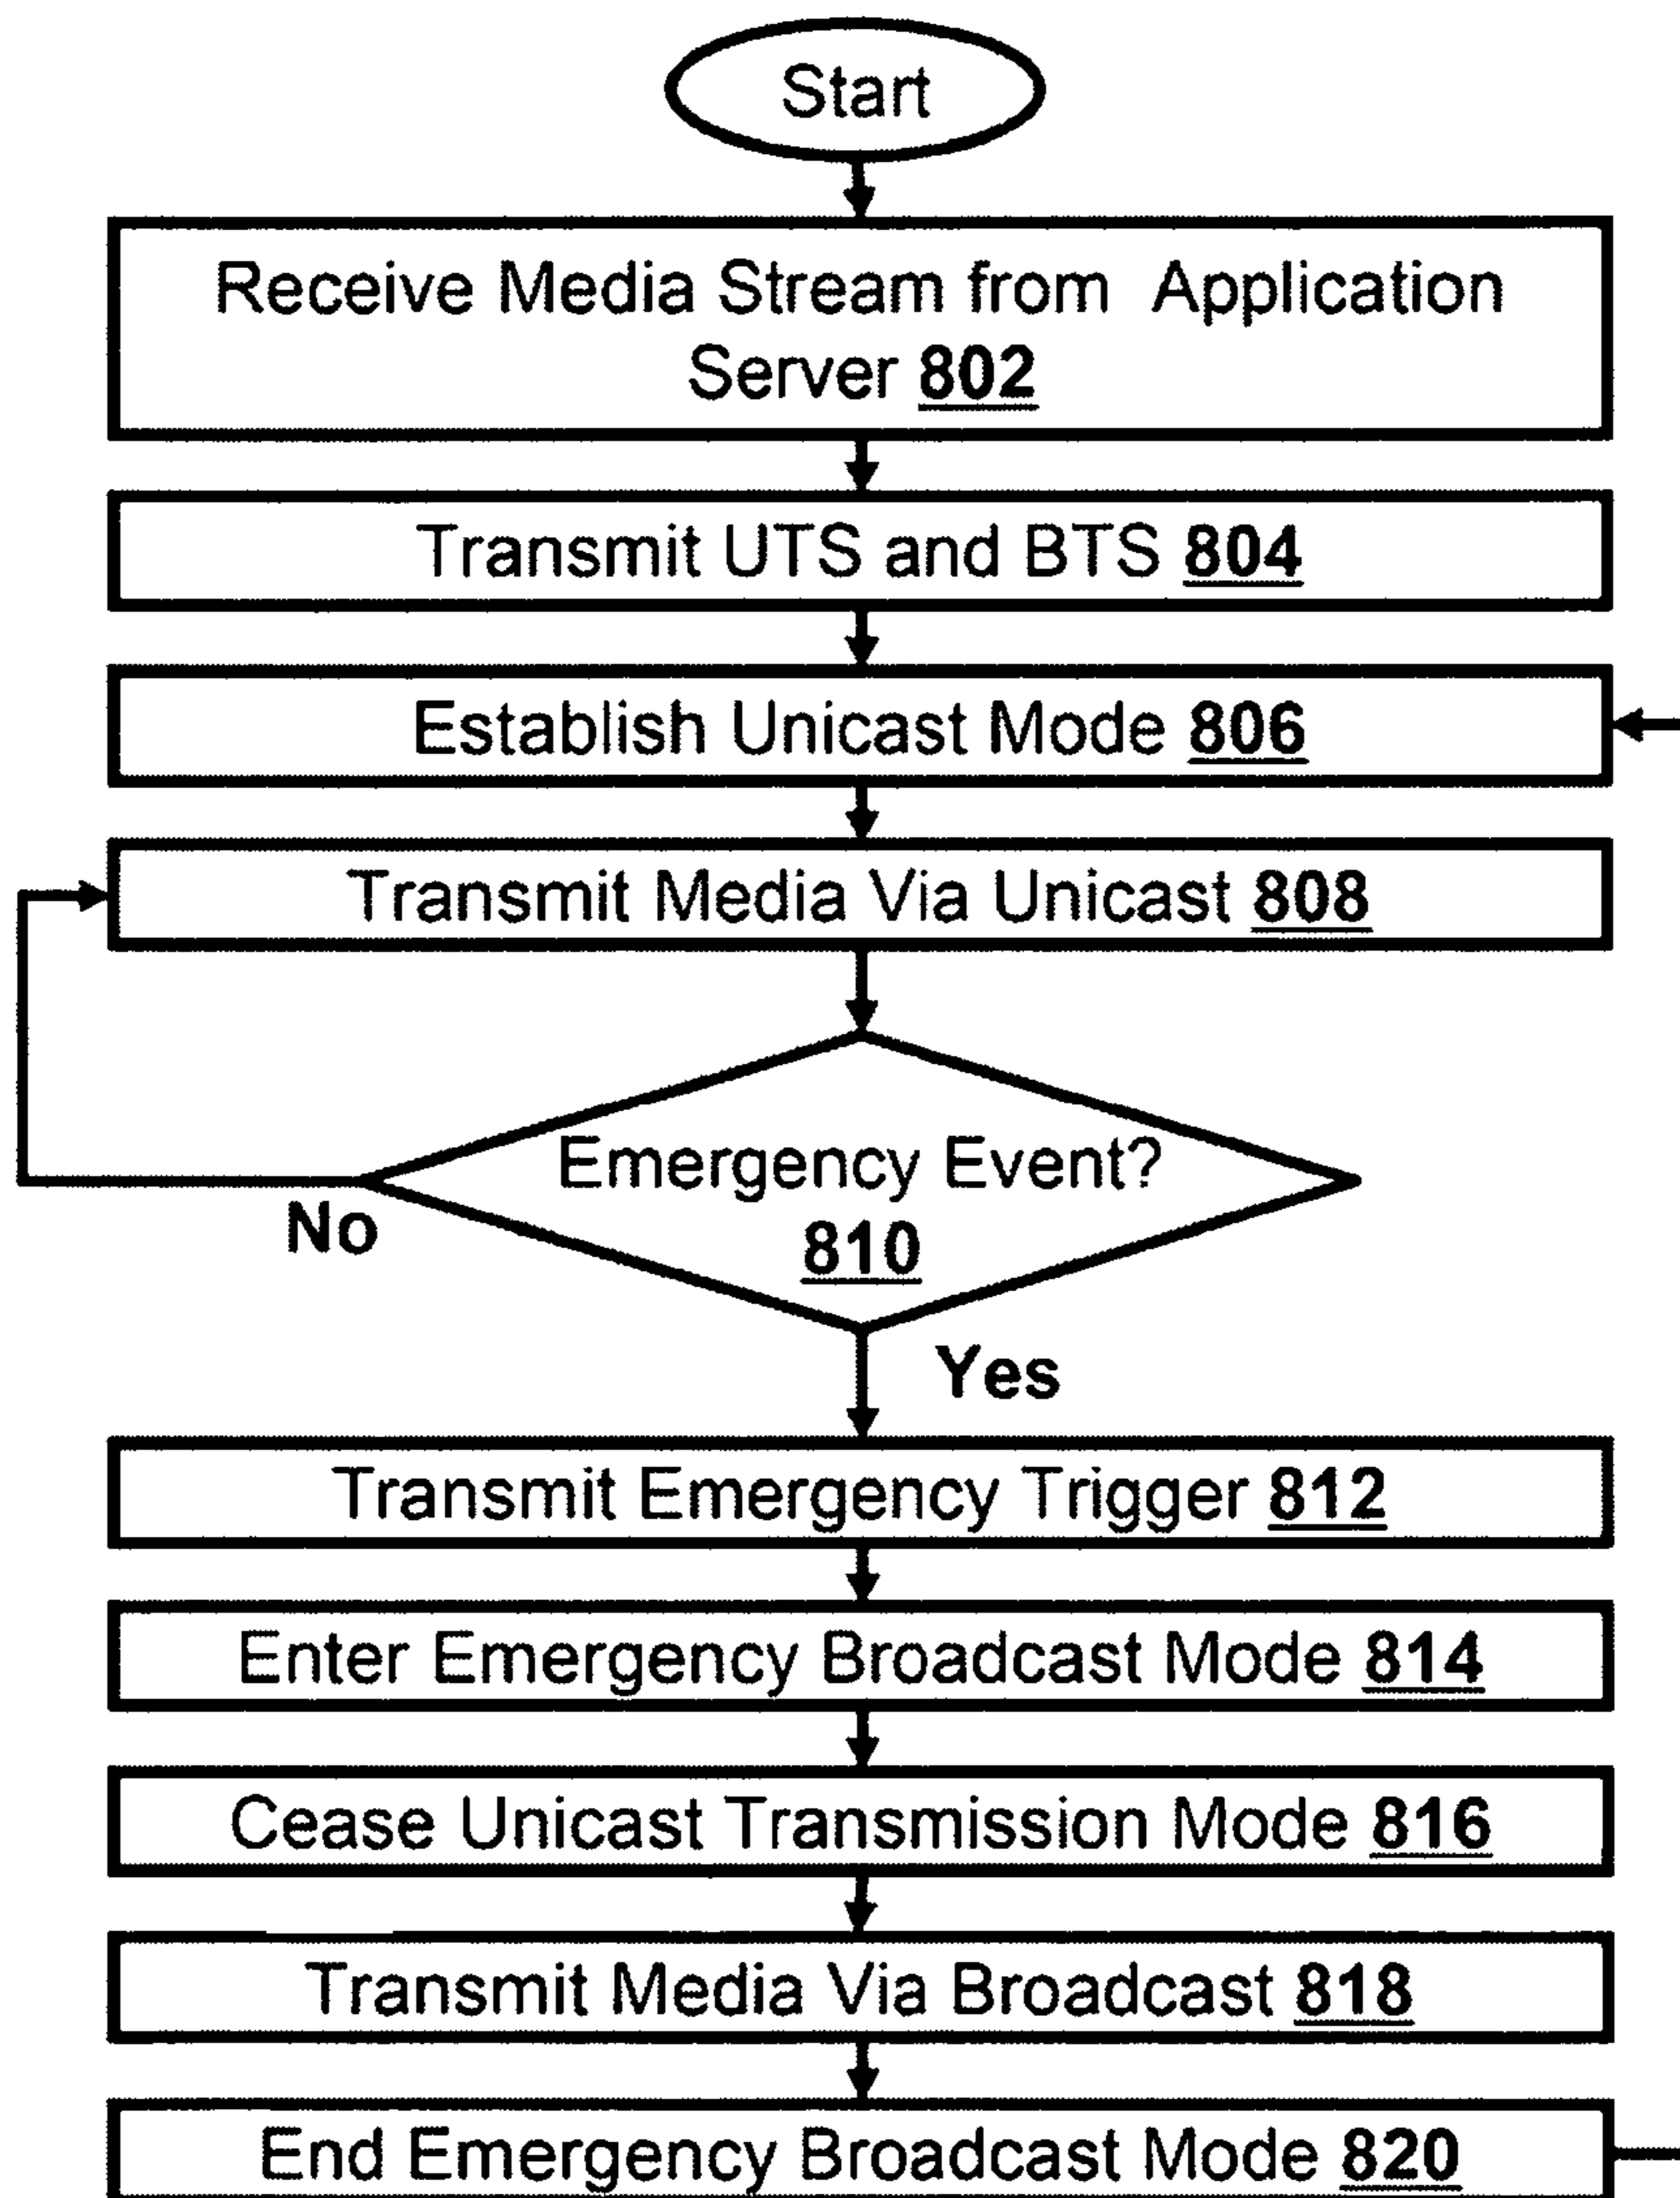 Start
Receive Media Stream from Application
Server 802
Transmit UTS and BTS 804
Establish Unicast Mode 806
Transmit Media Via Unicast 808
Emergency Event?
810
No
Yes
Transmit Emergency Trigger 812
Enter Emergency Broadcast Mode 814
Cease Unicast Transmission Mode 816
Transmit Media Via Broadcast 818
End Emergency Broadcast Mode 820